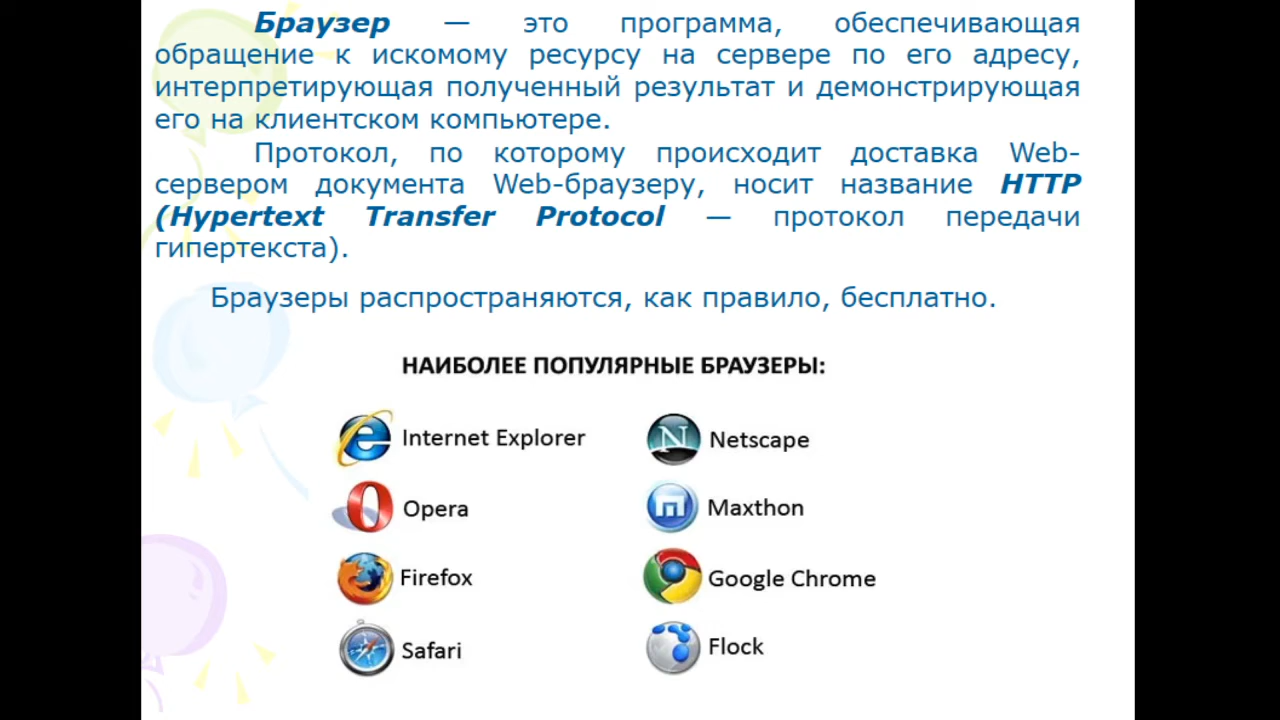 Браузер — это программа, обеспечивающая
обращение к искомому ресурсу на сервере по его адресу,
интерпретирующая полученный результат и демонстрирующая
его на клиентском компьютере.
Протокол, по которому происходит доставка Web-
сервером документа Web-браузеру, носит название HTTP
(Hypertext Transfer Protocol — протокол передачи
гипертекста).
Браузеры распространяются, как правило, бесплатно.
НАИБОЛЕЕ ПОПУЛЯРНЫЕ БРАУЗЕРЫ:
Internet Explorer
Opera
Firefox
Safari
N Netscape
Maxthon
Google Chrome
Flock